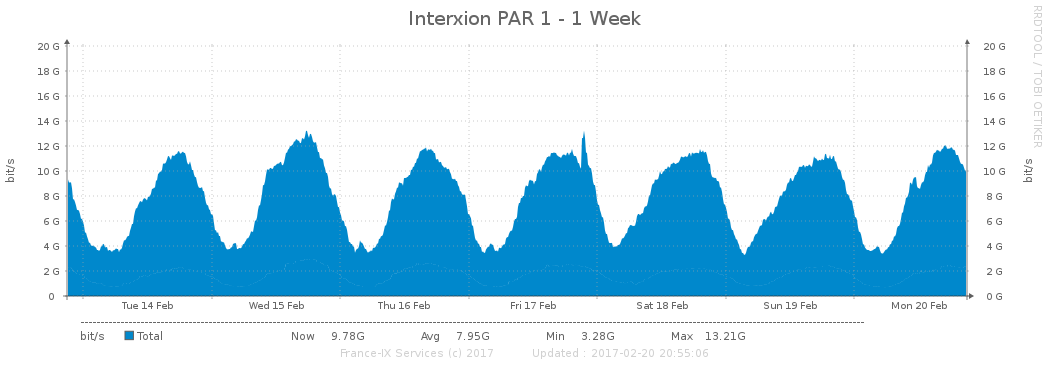 Interxion PAR 1 - 1 Week
RRDTOOL / TOBI OETIKER
20 G 20 G
18 G 18 G
16 G 16 G
14 G 14 G
12 G 12 G
10 G 10 G
8 G 8 G
6 G 6 G
4 G 4 G
2 G 2 G
0 0 G
bit/s bit/s
Tue 14 Feb Wed 15 Feb Thu 16 Feb Fri 17 Feb Sat 18 Feb Sun 19 Feb Mon 20 Feb
bit/s Total Now 9.78G Avg 7.95G Min 3.28G Max 13.21G
France-IX Services (c) 2017 Updated : 2017-02-20 20:55:06